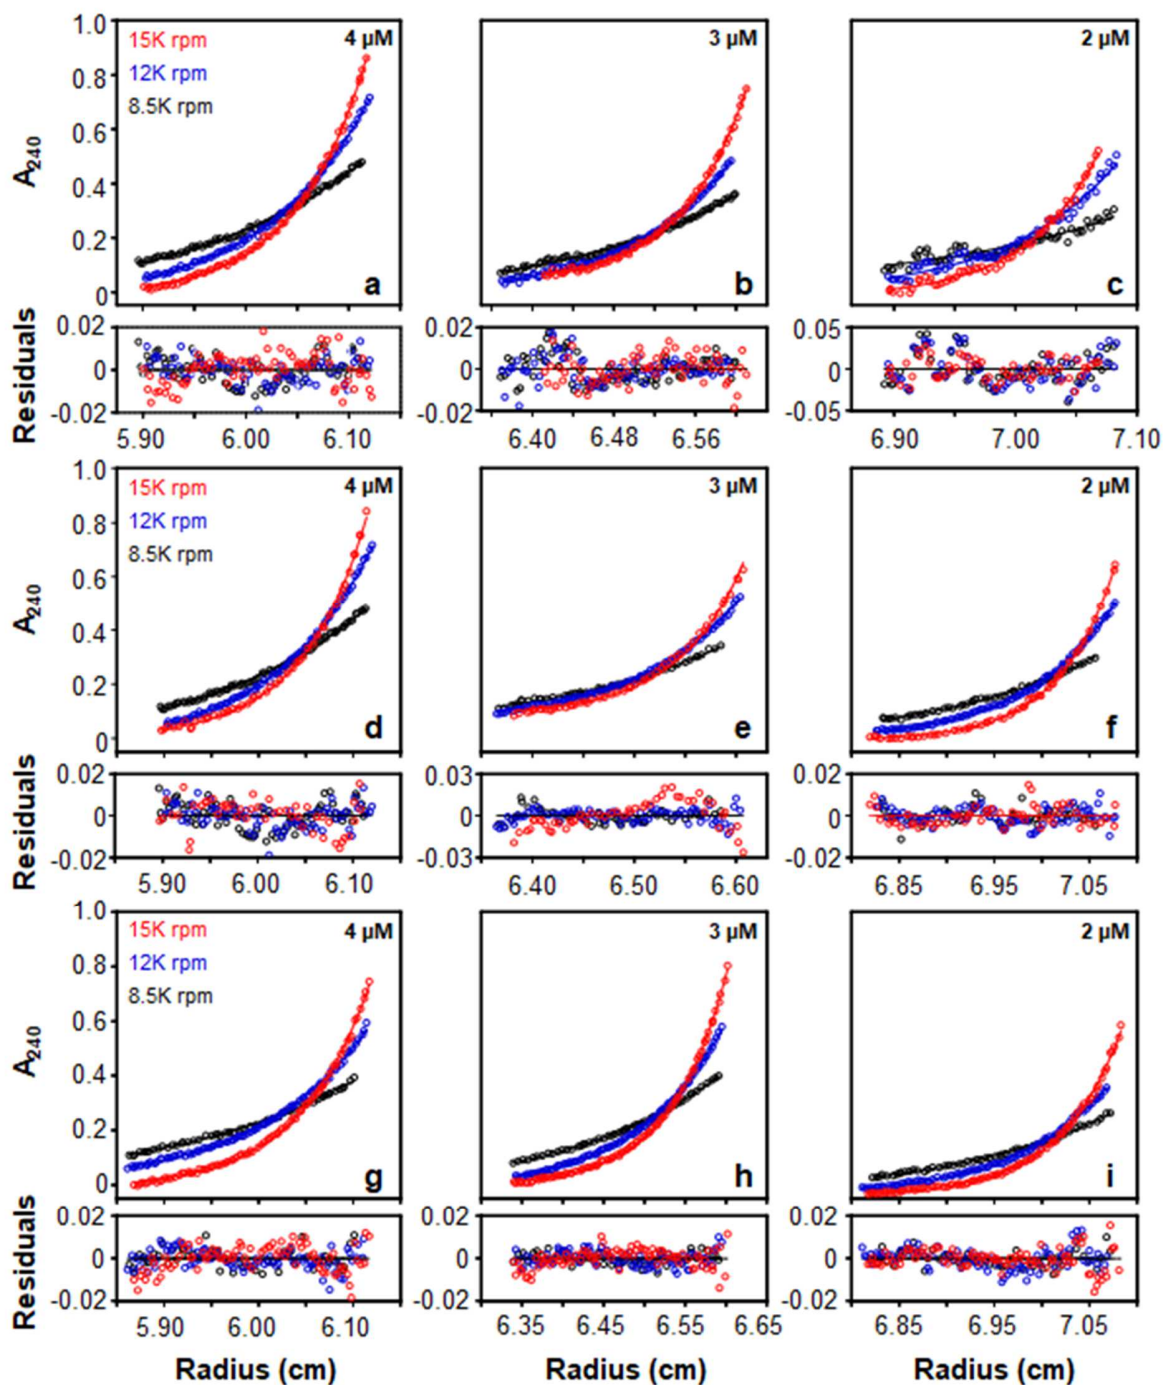 1.0
15K rpm
4 µM
3 µM
2 µM
0.8
12K rpm
8.5K rpm
0.6
A240
0.4
0.2
a
b
c
0
0.02
0.02
0.05
Residuals
0
0
0
-0.02
-0.02
-0.05
5.90
6.00
6.10
6.40
6.48
6.56
6.90
7.00
7.10
1.0
15K rpm
4 µM
3 µM
2 µM
0.8
12K rpm
8.5K rpm
0.6
A240
0.4
0.2
d
e
f
0
0.02
0.03
0.02
Residuals
0
0
0
-0.02
-0.03
-0.02
5.90
6.00
6.10
6.40
6.50
6.60
6.85
6.95
7.05
1.0
15K rpm
4 µM
3 µM
2 µM
0.8
12K rpm
8.5K rpm
0.6
A240
0.4
0.2
g
h
i
0
0.02
0.02
0.02
Residuals
0
0
0
-0.02
-0.02
-0.02
5.90
6.00
6.10
6.35
6.45
6.55
6.65
6.85
6.95
7.05
Radius (cm)
Radius (cm)
Radius (cm)